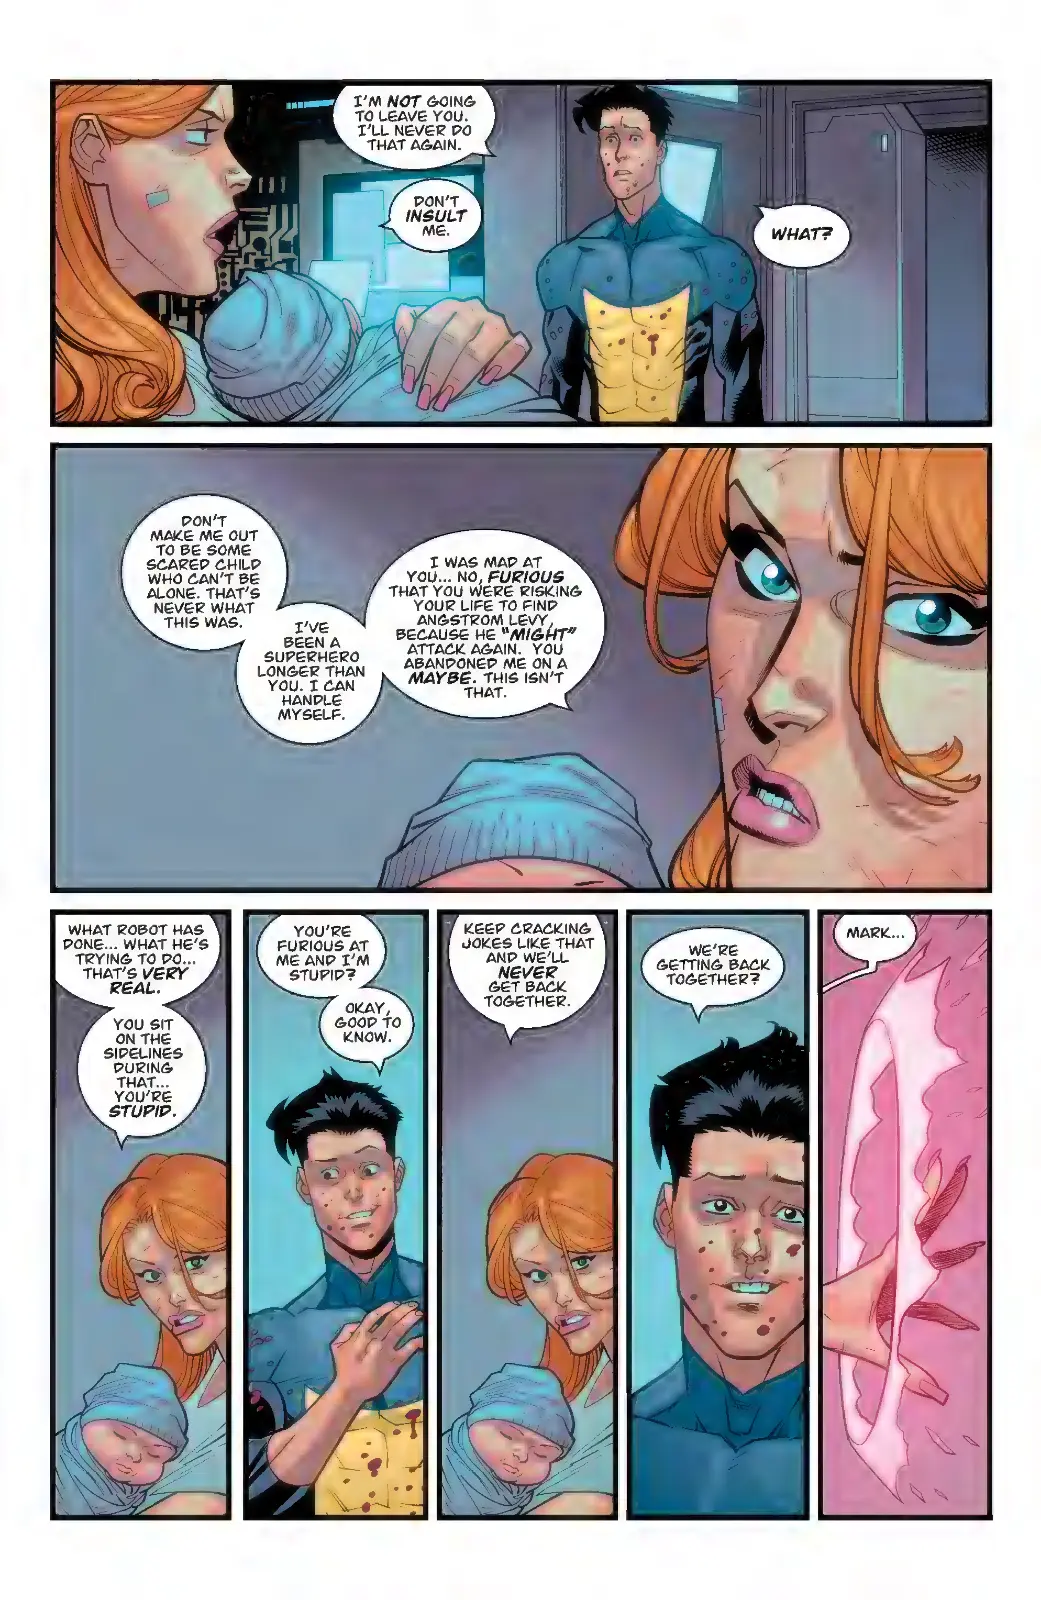 I'M NOT GOING
TO LEAVE YOU.
I'LL NEVER DO
THAT AGAIN.
DON'T
INSULT
ME.
WHAT?
DON'T
MAKE ME OUT
TO BE SOME
SCARED CHILD
WHO CAN'T BE
ALONE. THAT'S
NEVER WHAT
THIS WAS.
I'VE
BEEN A
SUPERHERO
LONGER THAN
YOU. I CAN
HANDLE
MYSELF.
I WAS MAD AT
YOU... NO, FURIOUS
THAT YOU WERE RISKING
YOUR LIFE TO FIND
ANGSTROM LEVY,
BECAUSE HE "MIGHT"
ATTACK AGAIN. YOU
ABANDONED ME ON A
MAYBE. THIS ISN'T
THAT.
WHAT ROBOT HAS
DONE... WHAT HE'S
TRYING TO DO...
THAT'S VERY
REAL.
YOU SIT
ON THE
SIDELINES
DURING
THAT...
YOU'RE
STUPID.
YOU'RE
FURIOUS AT
ME AND I'M
STUPID?
OKAY,
GOOD TO
KNOW.
KEEP CRACKING
JOKES LIKE THAT
AND WE'LL
NEVER
GET BACK
TOGETHER.
WE'RE
GETTING BACK
TOGETHER?
MARK...